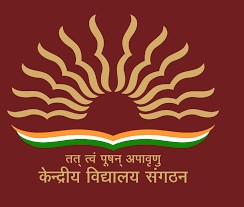 तत् त्वं पूषन् अपावृणु
केन्द्रीय विद्यालय संगठन